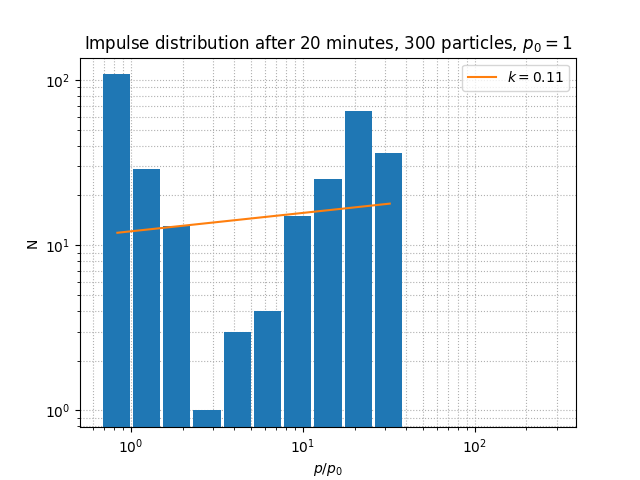 Impulse distribution after 20 minutes, 300 particles, $p_0 = 1$
$k = 0.11$
N
$10^2$
$10^1$
$10^0$
$10^0$ $10^1$ $10^2$
$p/p_0$